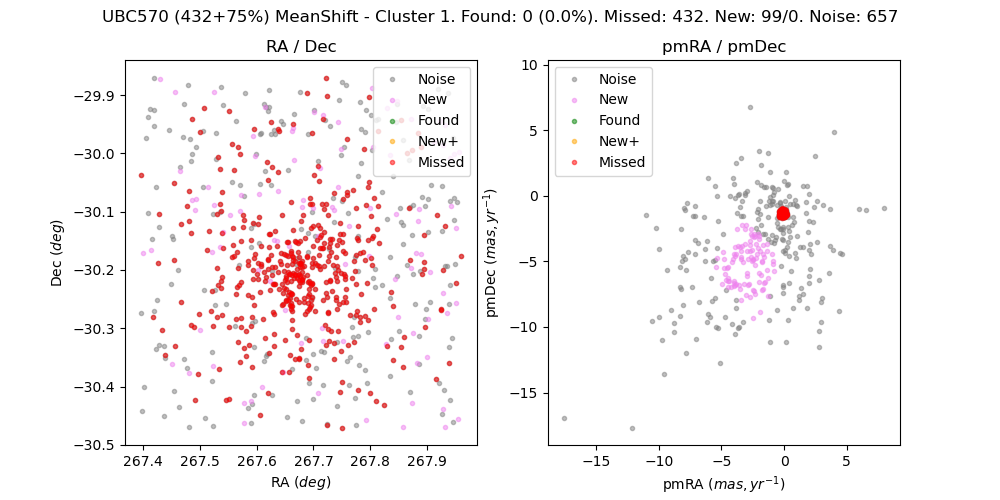 UBC570 (432+75%) MeanShift - Cluster 1. Found: 0 (0.0%). Missed: 432. New: 99/0. Noise: 657
RA / Dec
Noise
New
Found
New+
Missed
−29.9
−30.0
−30.1
−30.2
−30.3
−30.4
−30.5
Dec (deg)
267.4 267.5 267.6 267.7 267.8 267.9
RA (deg)
pmRA / pmDec
Noise
New
Found
New+
Missed
10
5
0
−5
−10
−15
pmDec (mas, yr⁻¹)
−15 −10 −5 0 5
pmRA (mas, yr⁻¹)